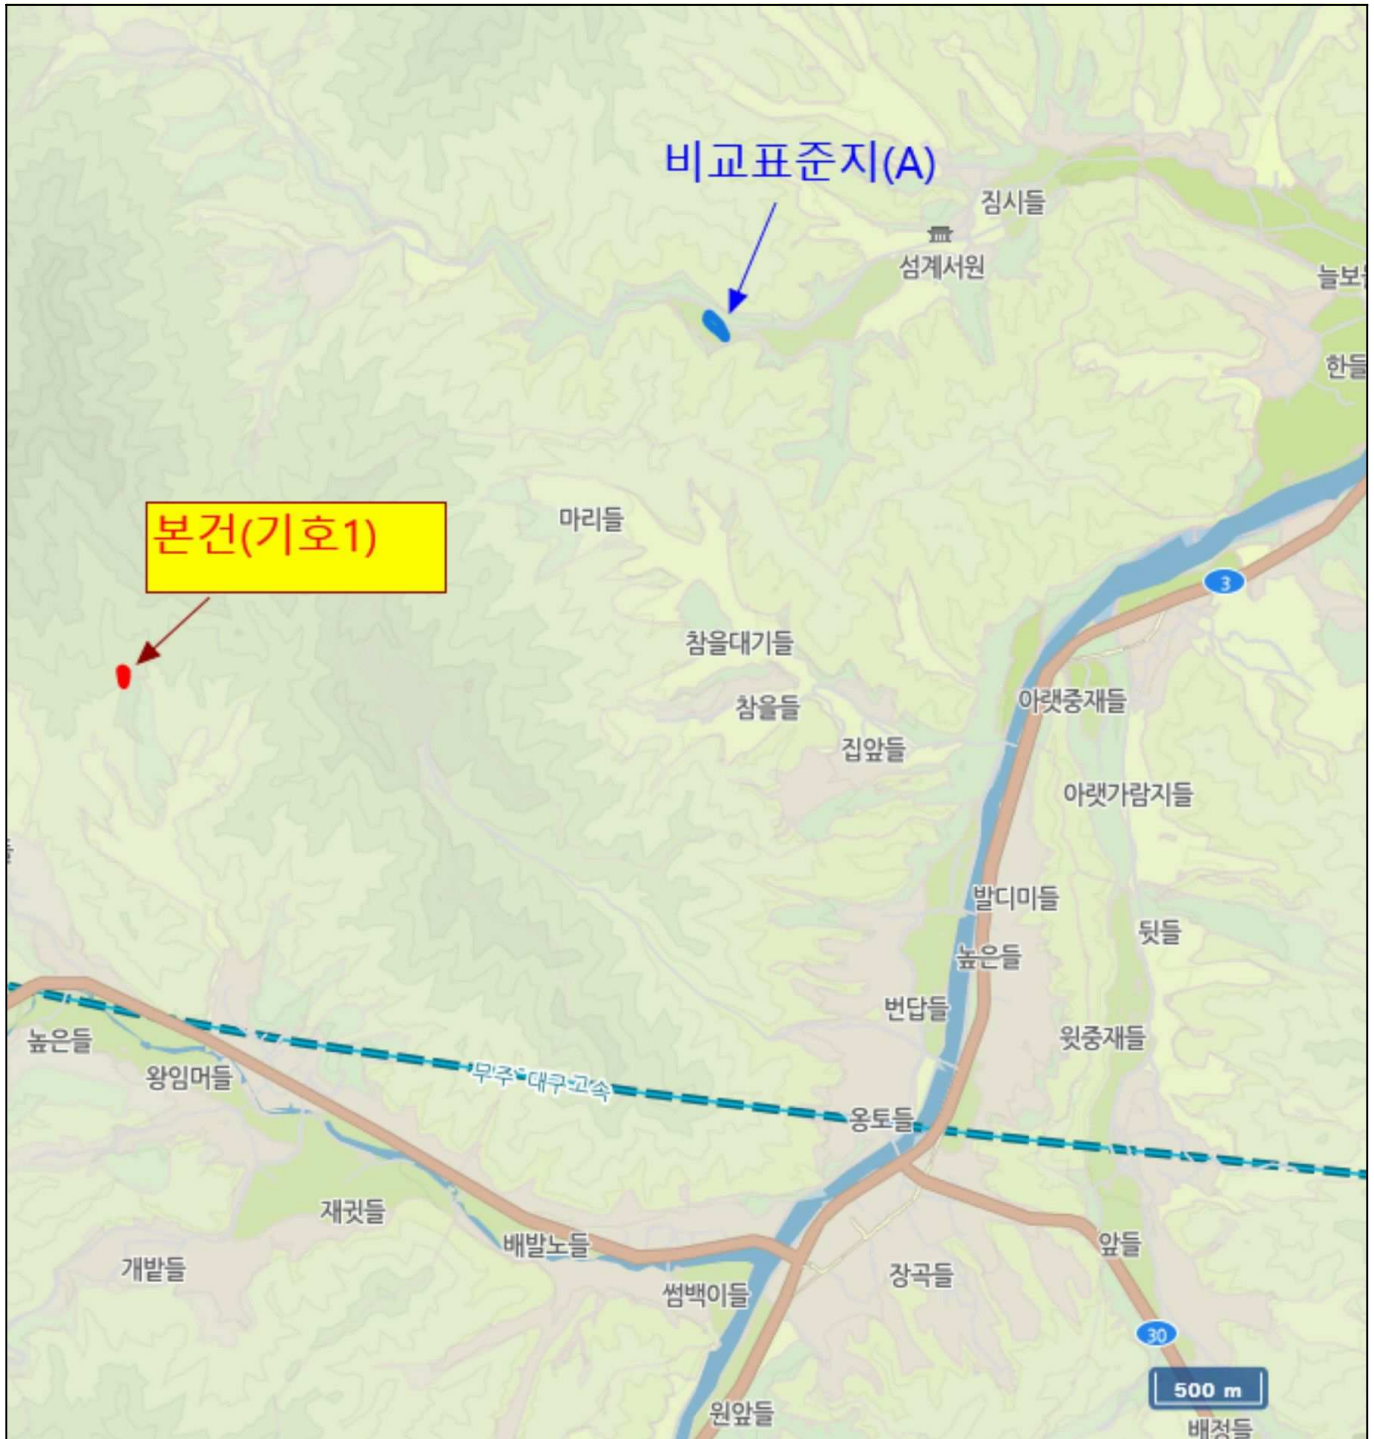 비교표준지(A)
짐시들
섬계서원
늘보
한들
본건(기호1)
마리들
3
참을대기들
참을들
아랫중재들
집앞들
아랫가람지들
발디미들
뒷들
높은들
번답들
윗중재들
높은들
왕임머들
무주-대구고속
옹토들
재귓들
배발노들
앞들
개밭들
장곡들
썸백이들
30
500 m
원앞들
배정들